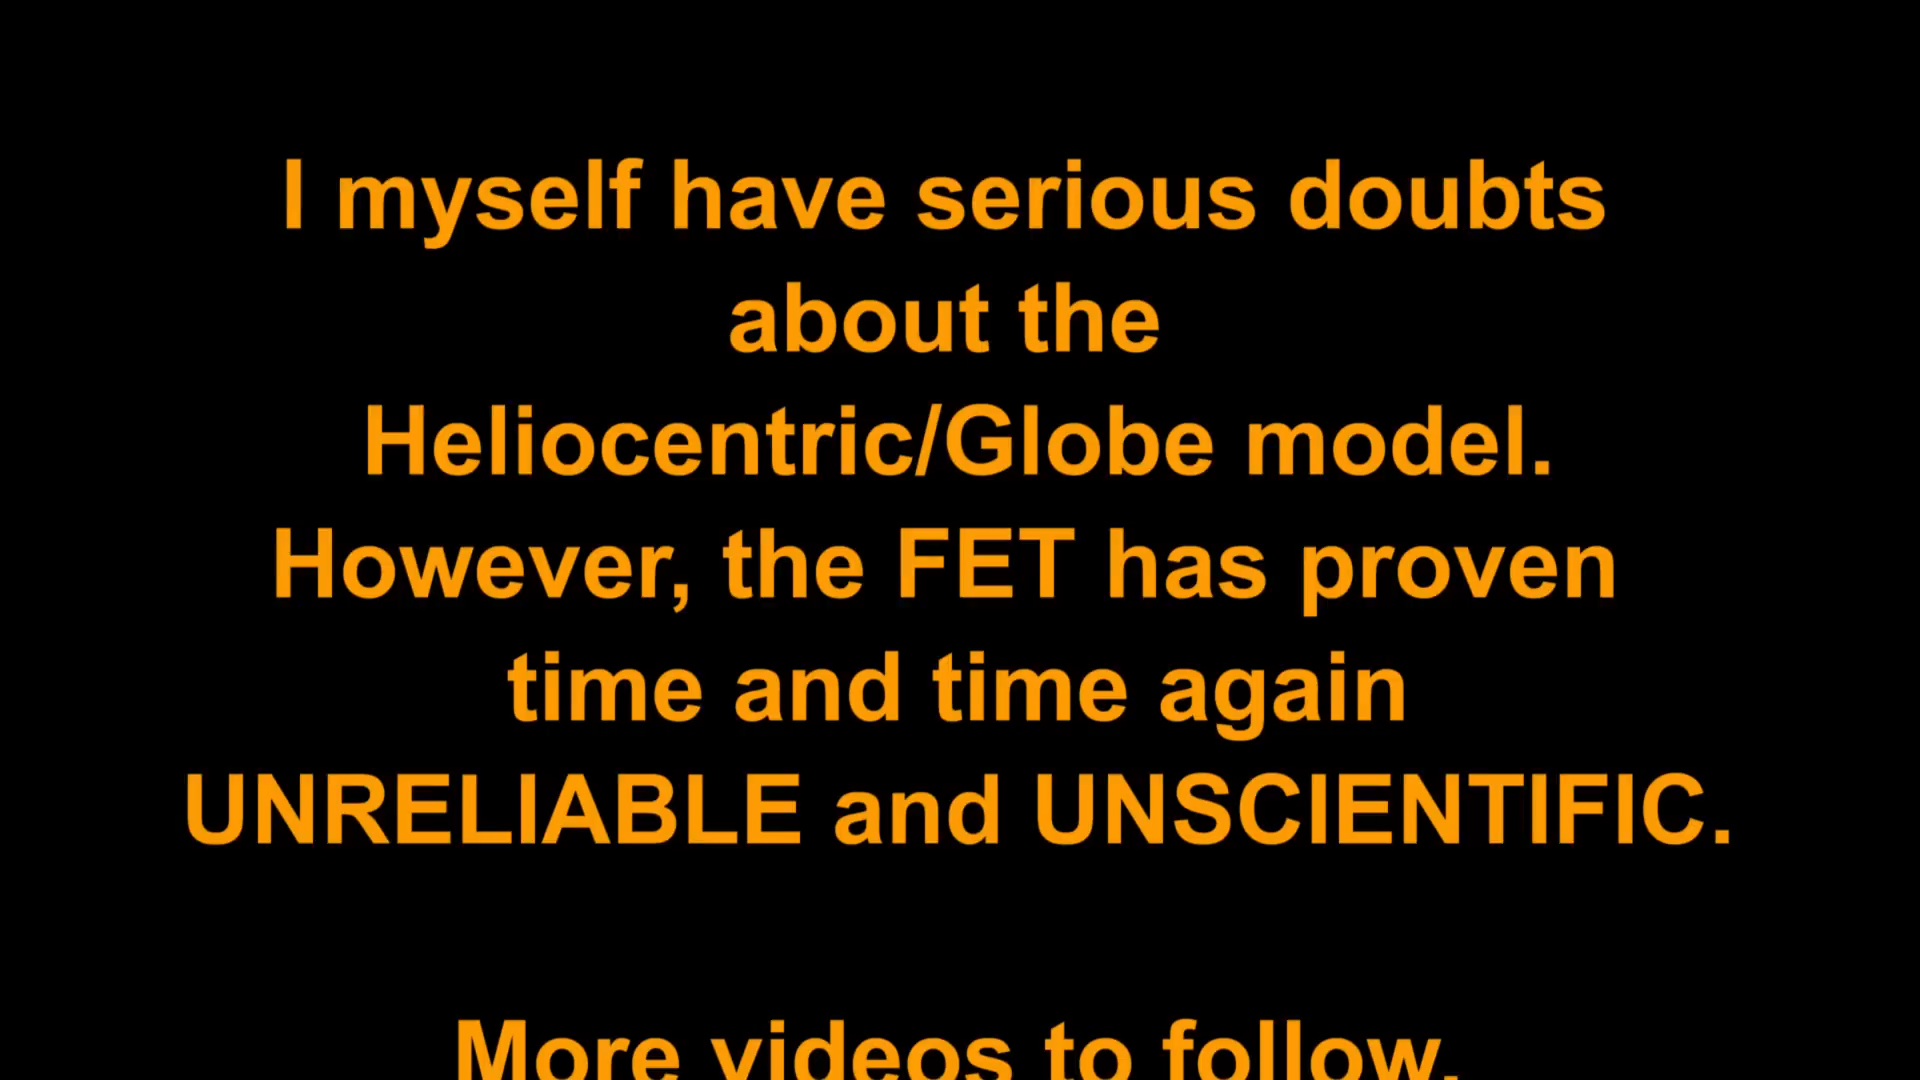 I myself have serious doubts
about the
Heliocentric/Globe model.
However, the FET has proven
time and time again
UNRELIABLE and UNSCIENTIFIC.
More videos to follow.